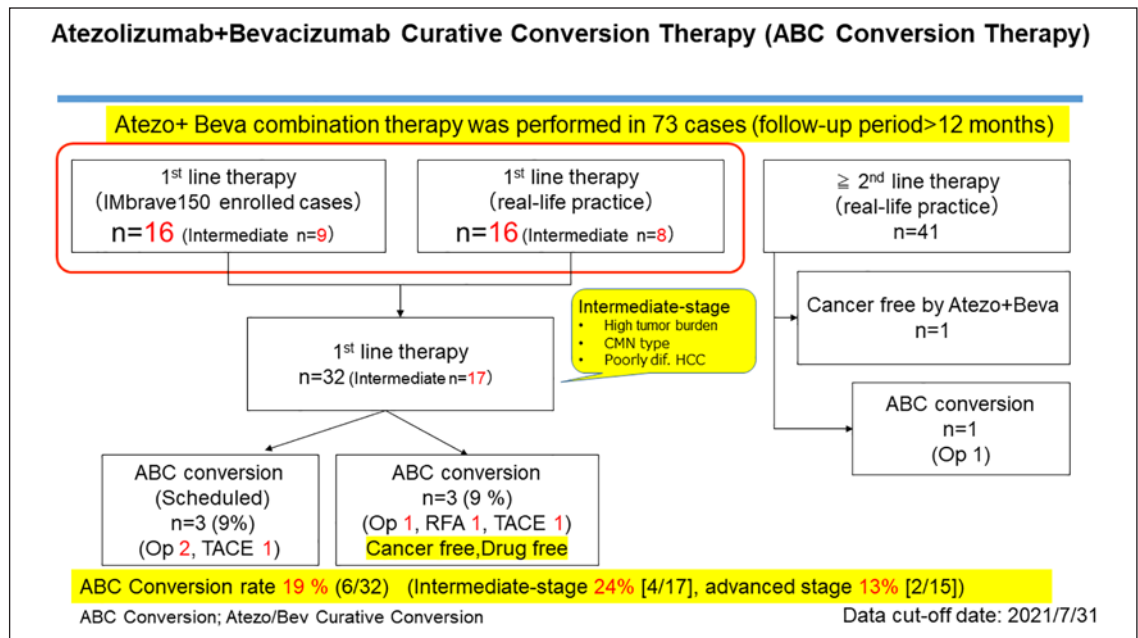 Atezolizumab+Bevacizumab Curative Conversion Therapy (ABC Conversion Therapy)
Atezo+ Beva combination therapy was performed in 73 cases (follow-up period>12 months)
1st line therapy
(IMbrave150 enrolled cases)
n=16 (Intermediate n=9)
1st line therapy
(real-life practice)
n=16 (Intermediate n=8)
≧ 2nd line therapy
(real-life practice)
n=41
Cancer free by Atezo+Beva
n=1
Intermediate-stage
• High tumor burden
• CMN type
• Poorly dif. HCC
1st line therapy
n=32 (Intermediate n=17)
ABC conversion
n=1
(Op 1)
ABC conversion
(Scheduled)
n=3 (9%)
(Op 2, TACE 1)
ABC conversion
n=3 (9 %)
(Op 1, RFA 1, TACE 1)
Cancer free,Drug free
ABC Conversion rate 19 % (6/32) (Intermediate-stage 24% [4/17], advanced stage 13% [2/15])
ABC Conversion; Atezo/Bev Curative Conversion
Data cut-off date: 2021/7/31